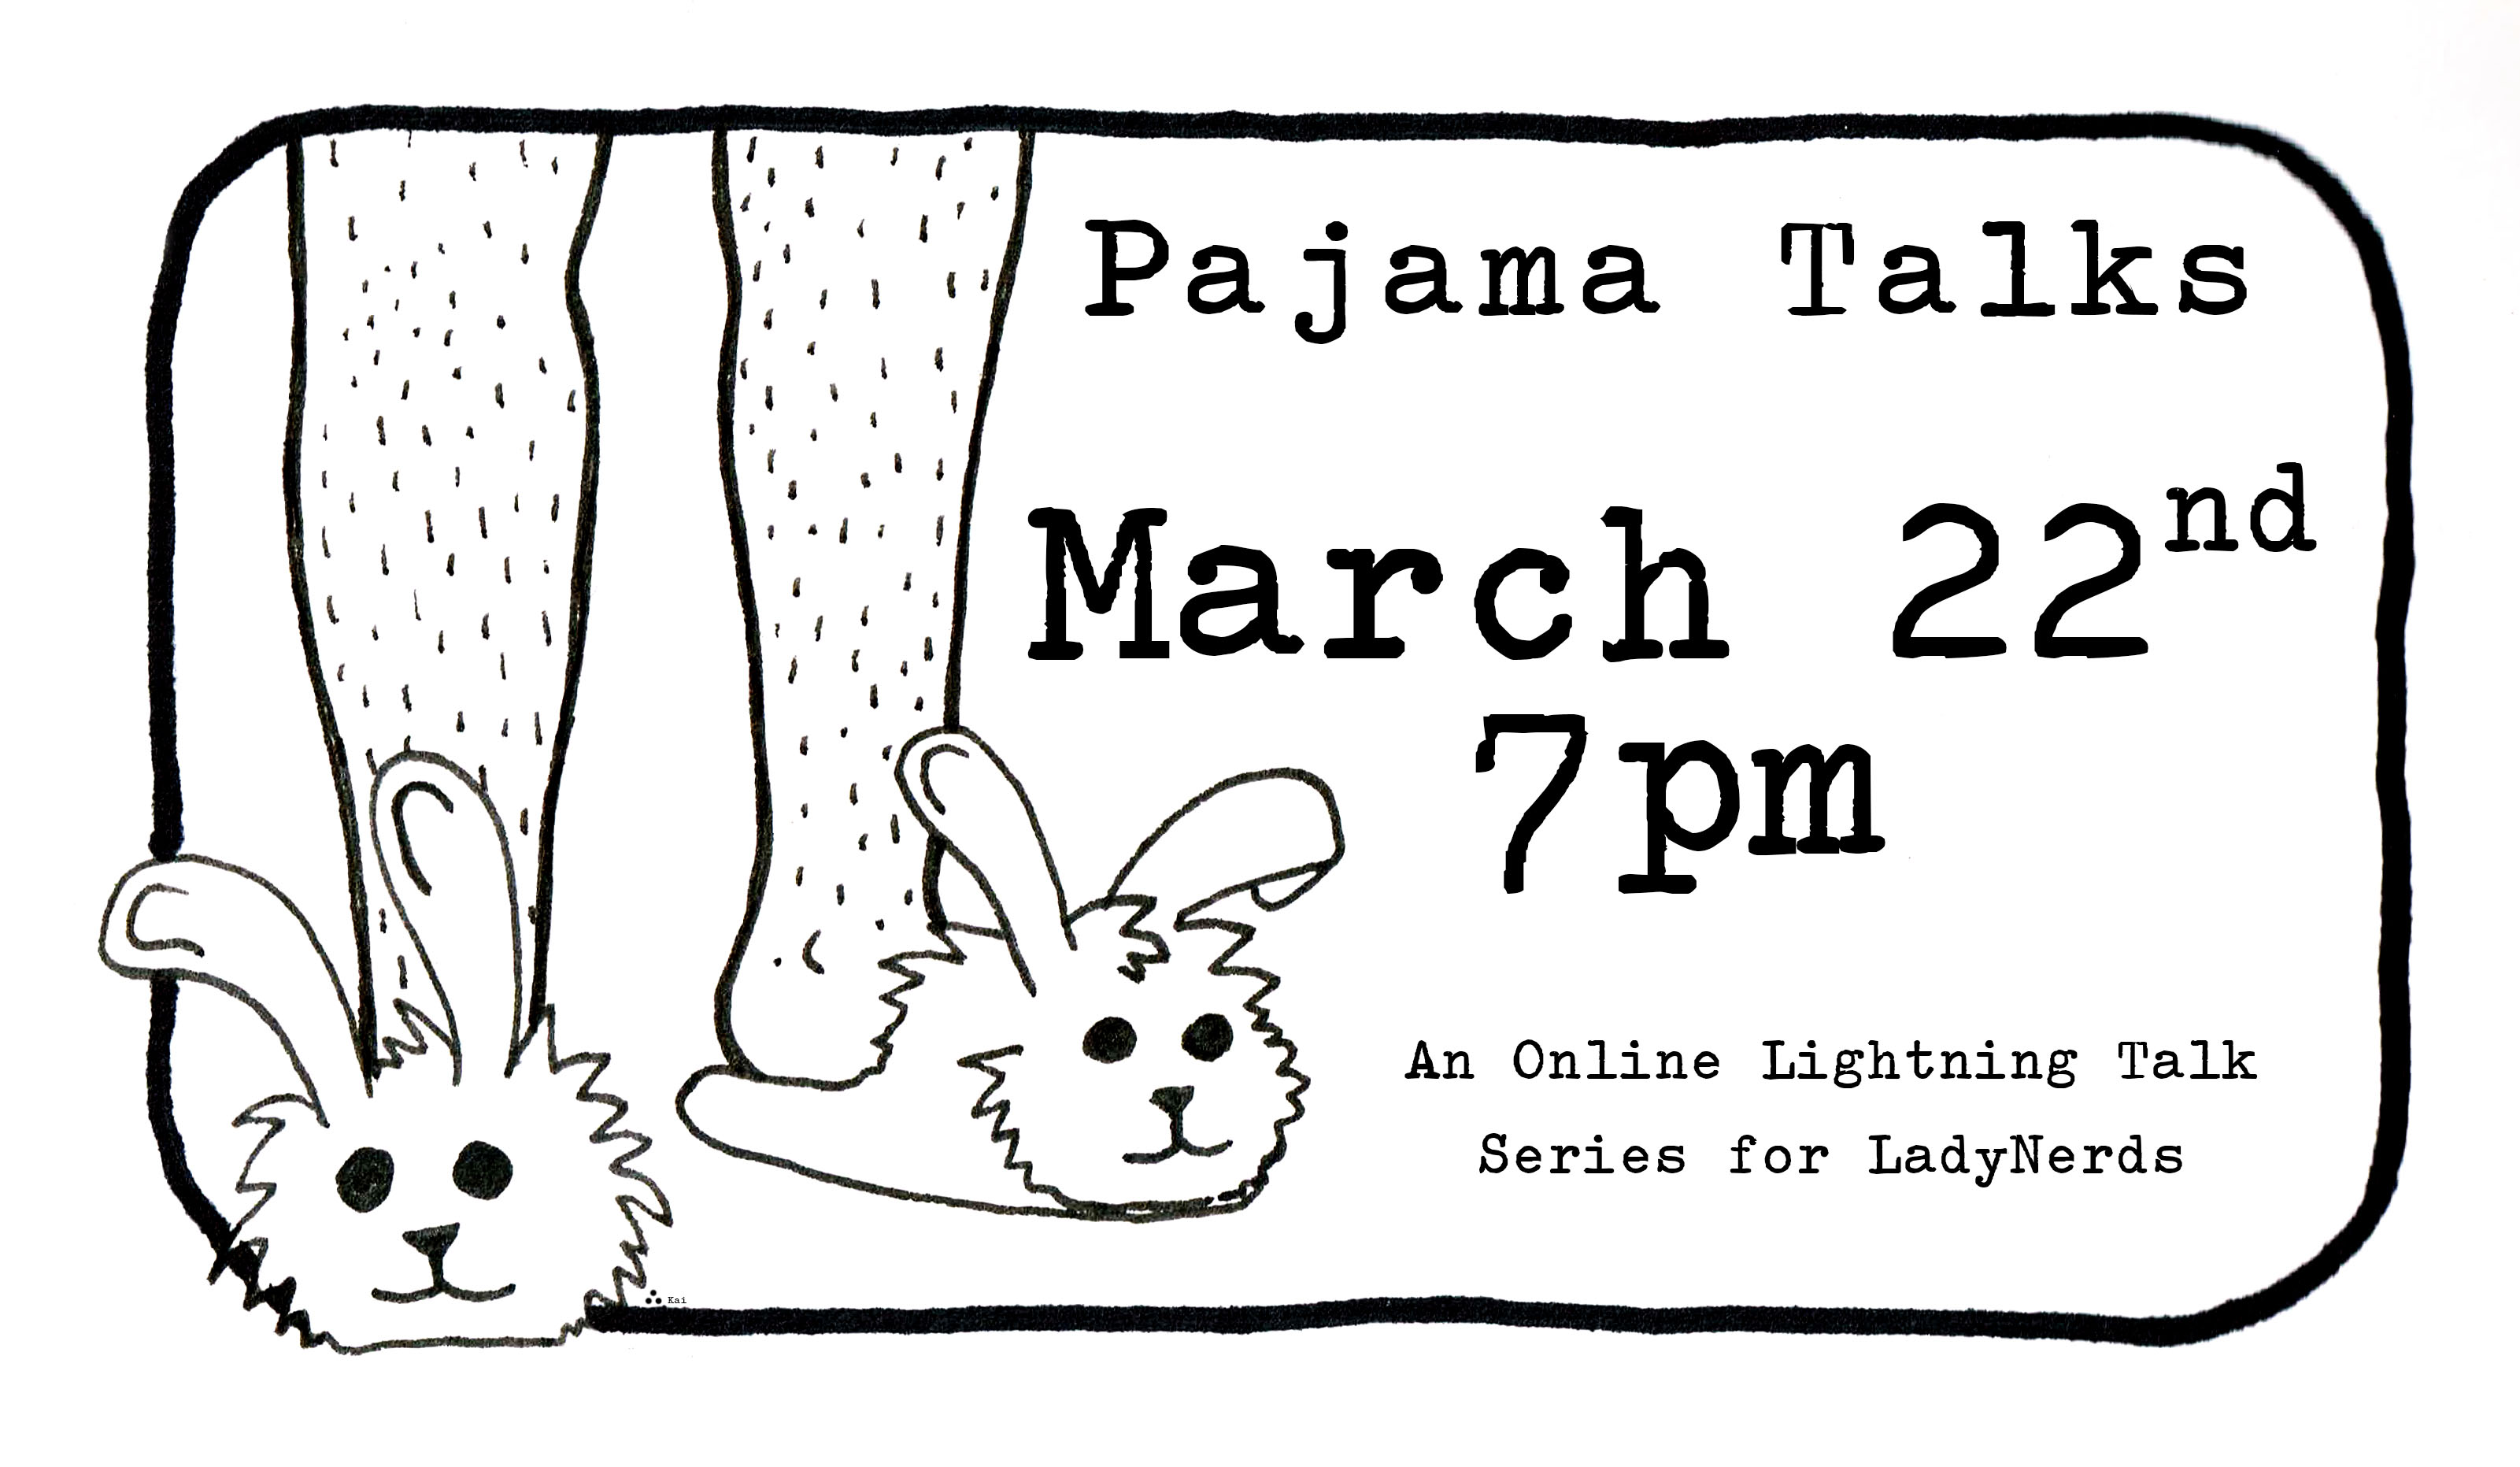 Pajama Talks
March 22nd
7pm
An Online Lightning Talk
Series for LadyNerds
Kai